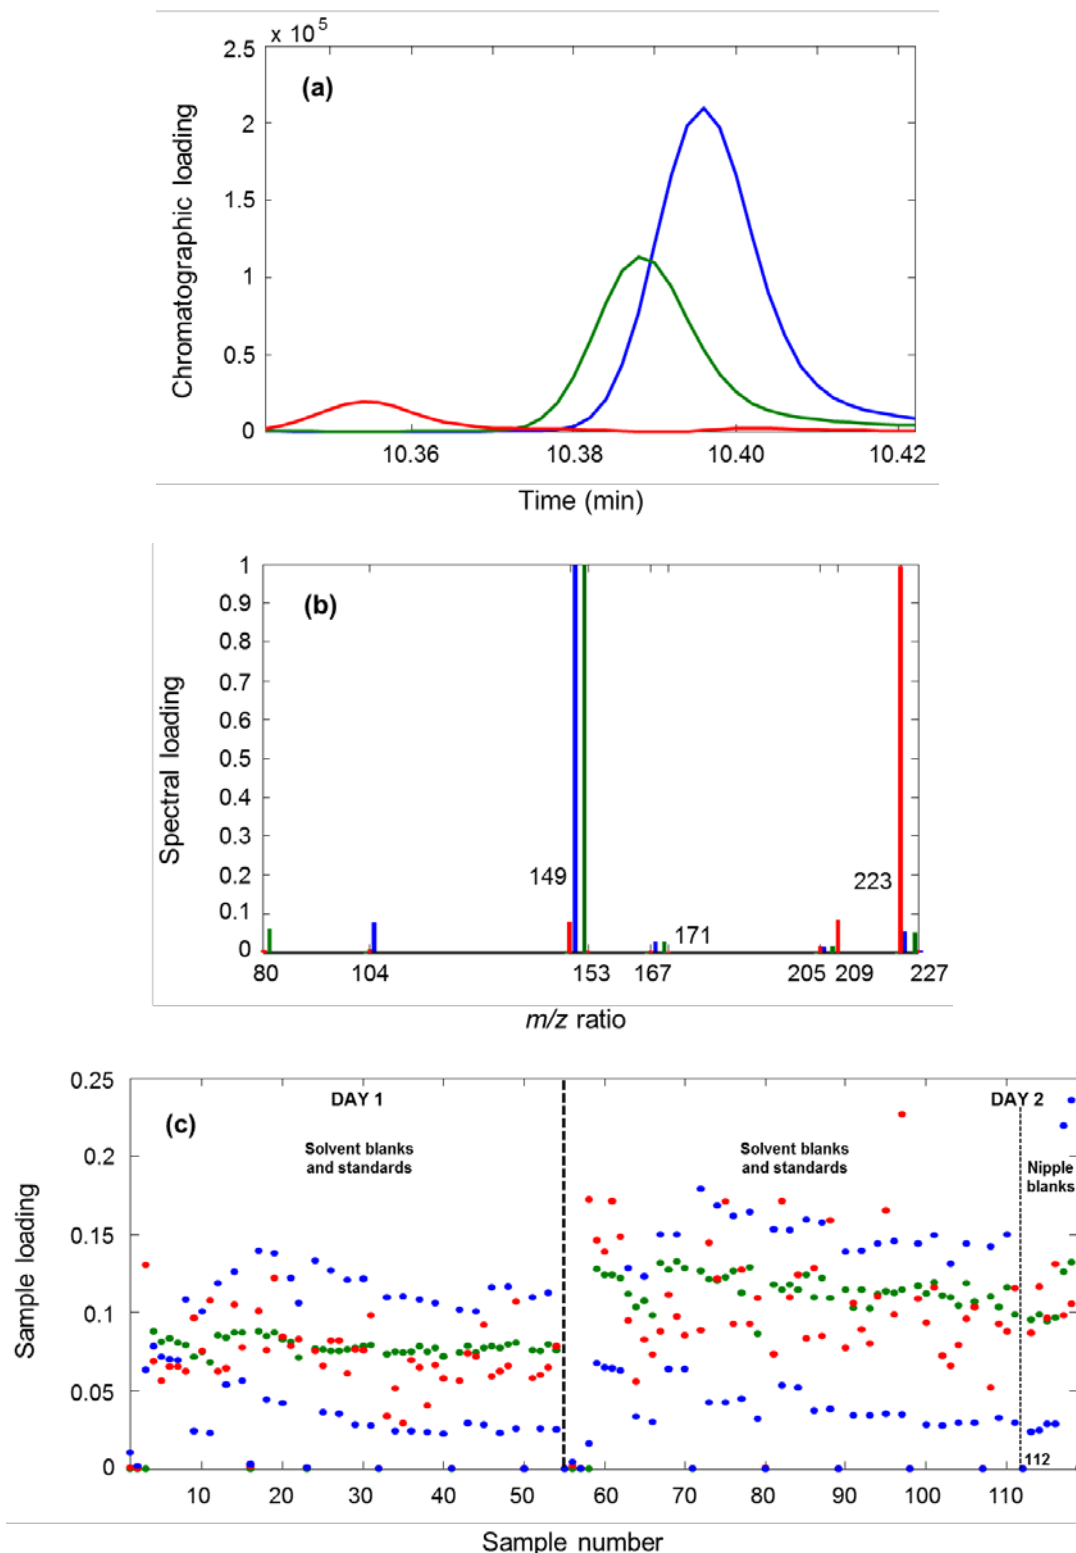 x 10 5
2.5
(a)
2
1.5
1
0.5
0
Chromatographic loading
10.36 10.38 10.40 10.42
Time (min)
1
(b)
0.9
0.8
0.7
0.6
0.5
0.4
0.3
0.2
0.1
0
Spectral loading
149
223
171
80 104 153 167 205 209 227
m/z ratio
0.25
(c)
DAY 1
DAY 2
Solvent blanks
and standards
Solvent blanks
and standards
Nipple
blanks
0.2
0.15
0.1
0.05
0
Sample loading
112
10 20 30 40 50 60 70 80 90 100 110
Sample number